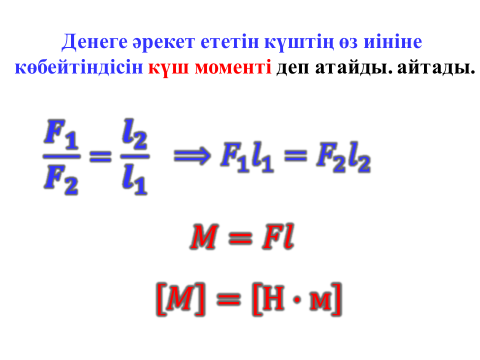 Денеге әрекет ететін күштің өз иініне
көбейтіндісін күш моменті деп атайды. айтады.
F₁/F₂ = l₂/l₁ ⟹ F₁l₁ = F₂l₂
M = Fl
[M] = [Н · м]